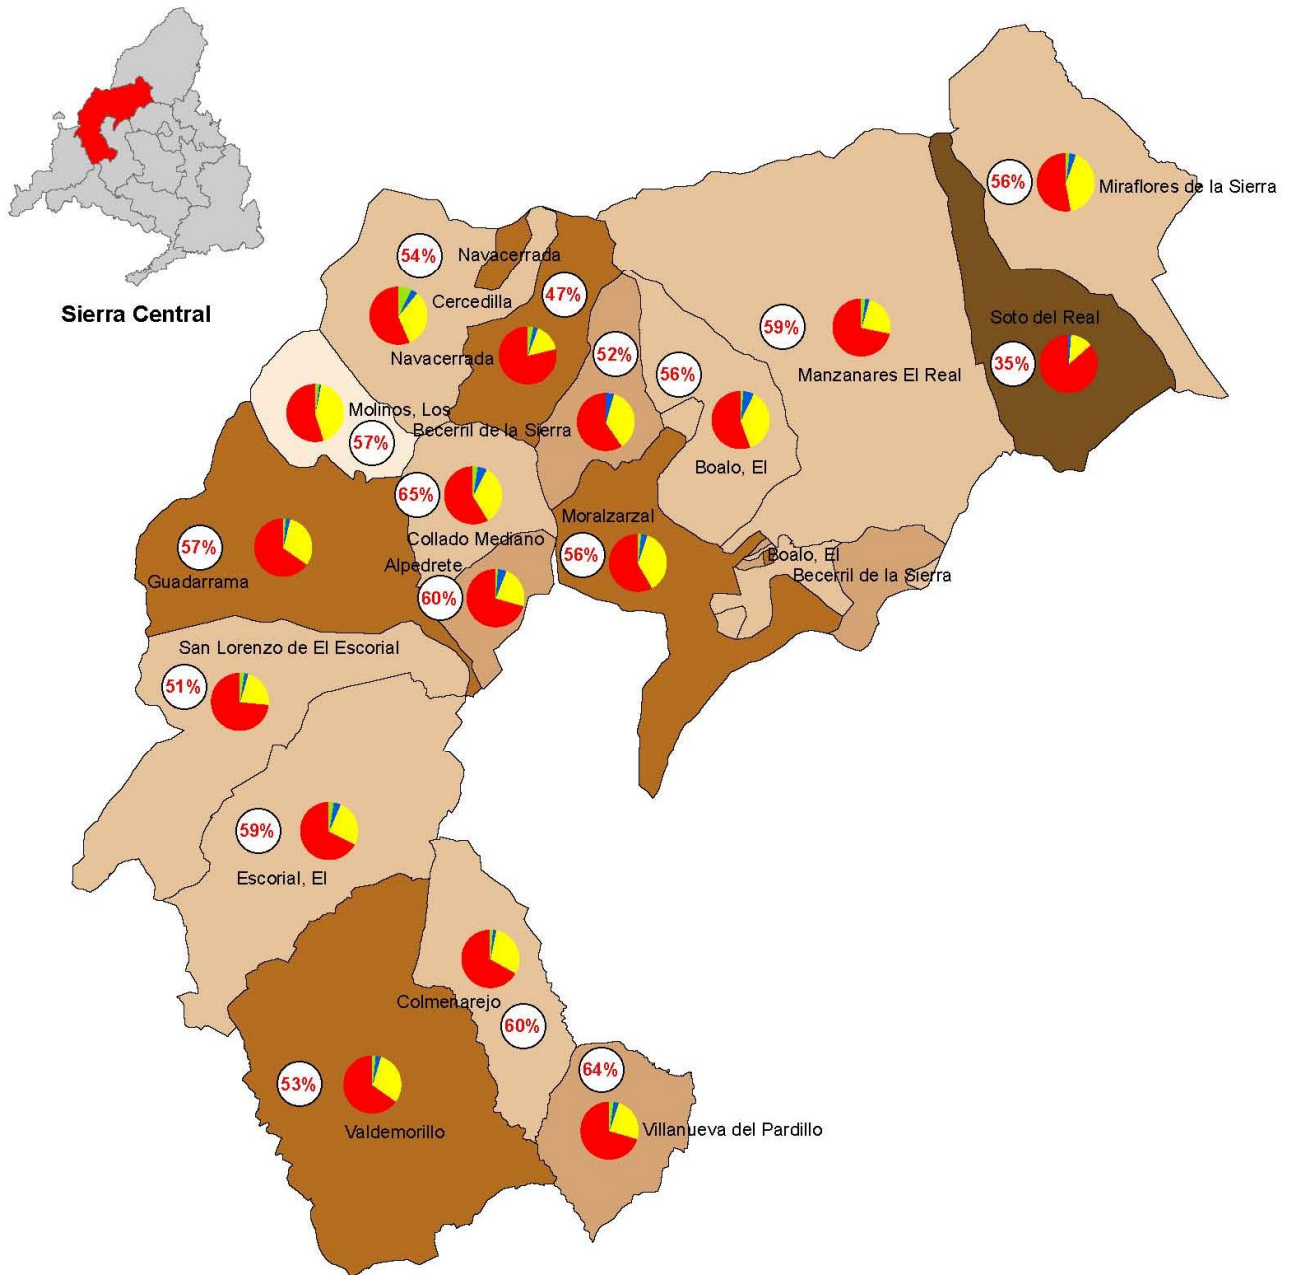 Sierra Central
56%
Miraflores de la Sierra
54%
Navacerrada
47%
Cercedilla
Soto del Real
59%
Navacerrada
52%
35%
56%
Manzanares El Real
Molinos, Los
Becerril de la Sierra
57%
Boalo, El
65%
Moralzarzal
Collado Mediano
57%
56%
Boalo, El
Alpedrete
Becerril de la Sierra
Guadarrama
60%
San Lorenzo de El Escorial
51%
59%
Escorial, El
Colmenarejo
60%
64%
53%
Valdemorillo
Villanueva del Pardillo